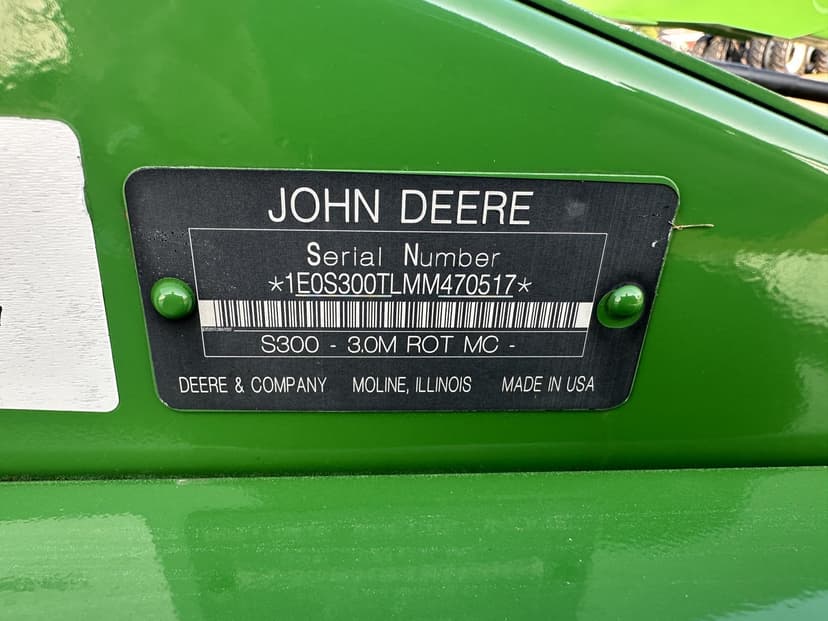 JOHN DEERE
Serial Number
*1E0S300TLMM470517*
S300 - 3.0M ROT MC -
DEERE & COMPANY MOLINE, ILLINOIS MADE IN USA